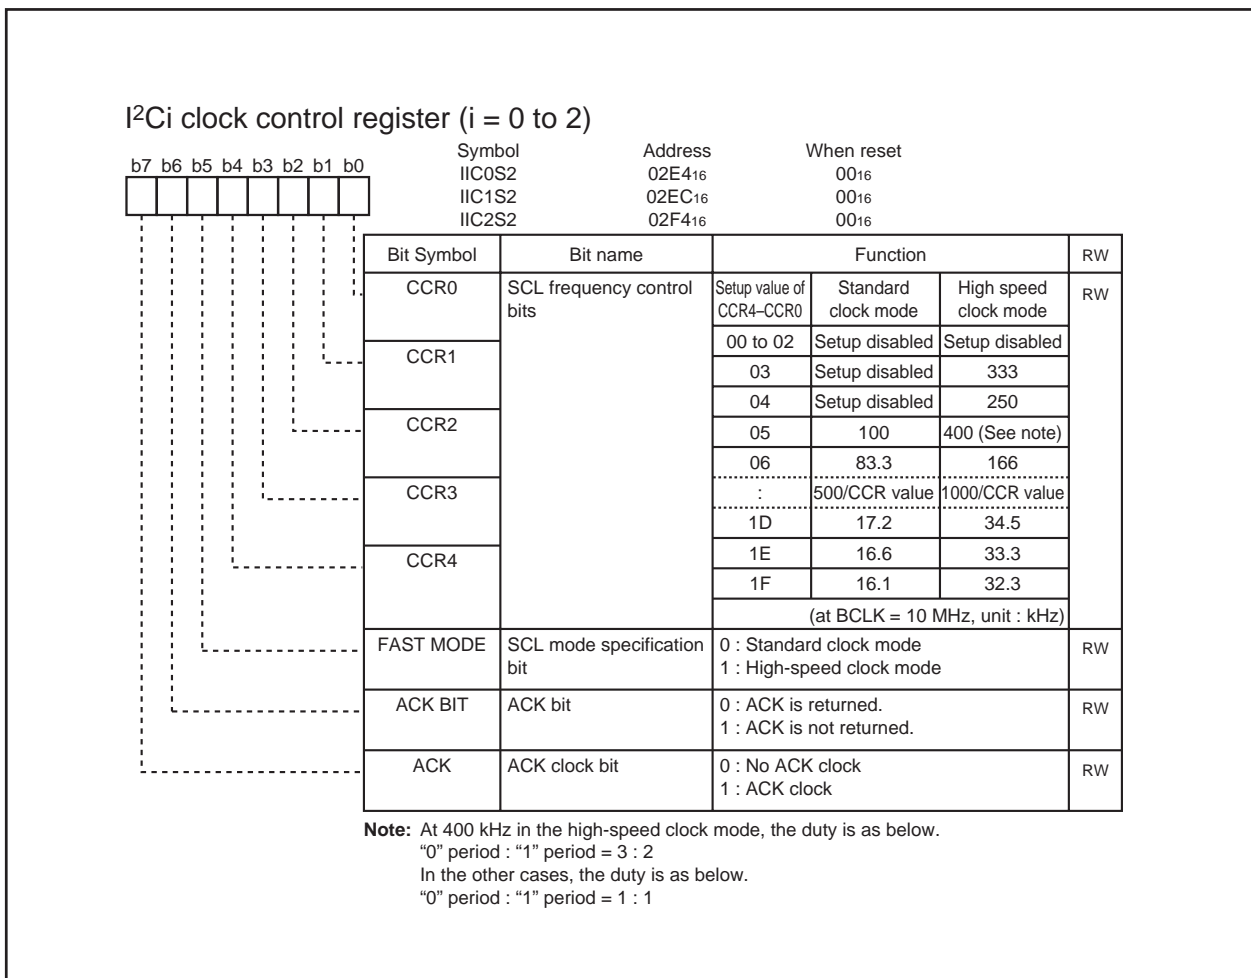 I²Ci clock control register (i = 0 to 2)
b7 b6 b5 b4 b3 b2 b1 b0
Symbol Address When reset
IIC0S2 02E4₁₆ 00₁₆
IIC1S2 02EC₁₆ 00₁₆
IIC2S2 02F4₁₆ 00₁₆
Bit Symbol Bit name Function RW
CCR0
CCR1
CCR2
CCR3
CCR4
SCL frequency control
bits
Setup value of
CCR4–CCR0
Standard
clock mode
High speed
clock mode
RW
00 to 02 Setup disabled Setup disabled
03 Setup disabled 333
04 Setup disabled 250
05 100 400 (See note)
06 83.3 166
: 500/CCR value 1000/CCR value
1D 17.2 34.5
1E 16.6 33.3
1F 16.1 32.3
(at BCLK = 10 MHz, unit : kHz)
FAST MODE
SCL mode specification
bit
0 : Standard clock mode
1 : High-speed clock mode
RW
ACK BIT
ACK bit
0 : ACK is returned.
1 : ACK is not returned.
RW
ACK
ACK clock bit
0 : No ACK clock
1 : ACK clock
RW
Note: At 400 kHz in the high-speed clock mode, the duty is as below.
“0” period : “1” period = 3 : 2
In the other cases, the duty is as below.
“0” period : “1” period = 1 : 1